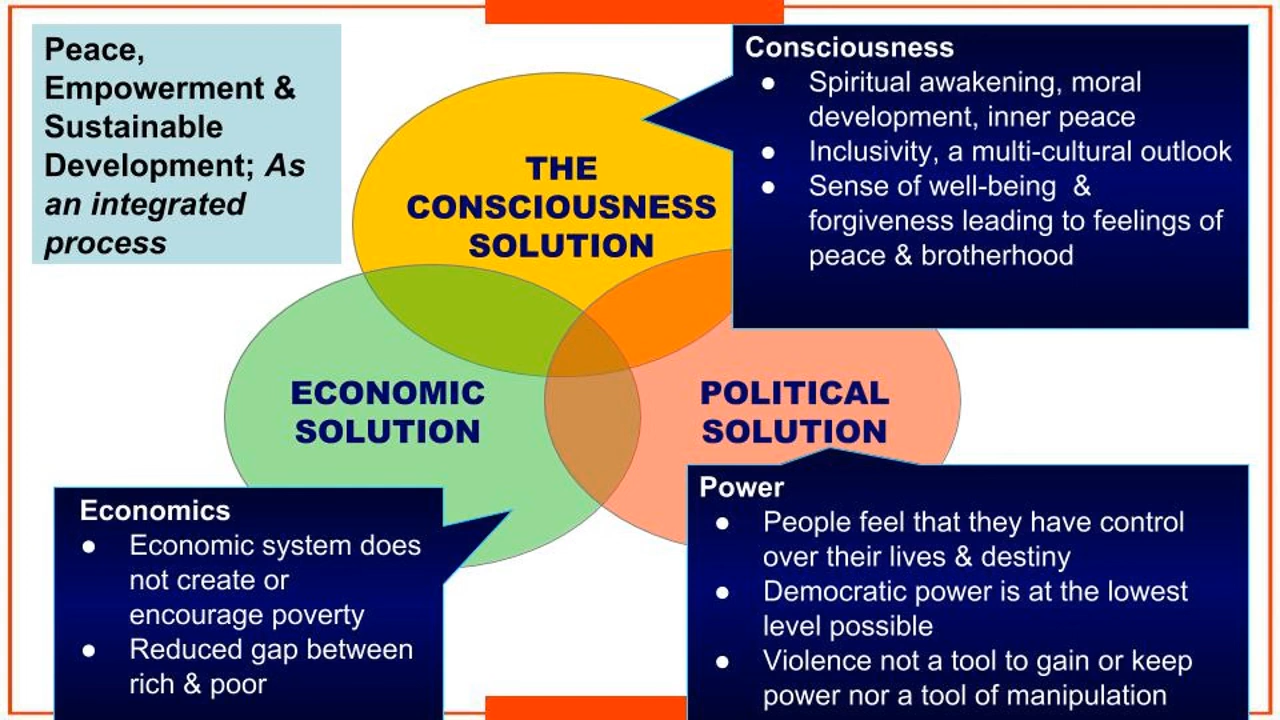 Peace,
Empowerment &
Sustainable
Development; As
an integrated
process
THE
CONSCIOUSNESS
SOLUTION
Consciousness
● Spiritual awakening, moral
development, inner peace
● Inclusivity, a multi-cultural outlook
● Sense of well-being &
forgiveness leading to feelings of
peace & brotherhood
ECONOMIC
SOLUTION
POLITICAL
SOLUTION
Economics
● Economic system does
not create or
encourage poverty
● Reduced gap between
rich & poor
Power
● People feel that they have control
over their lives & destiny
● Democratic power is at the lowest
level possible
● Violence not a tool to gain or keep
power nor a tool of manipulation